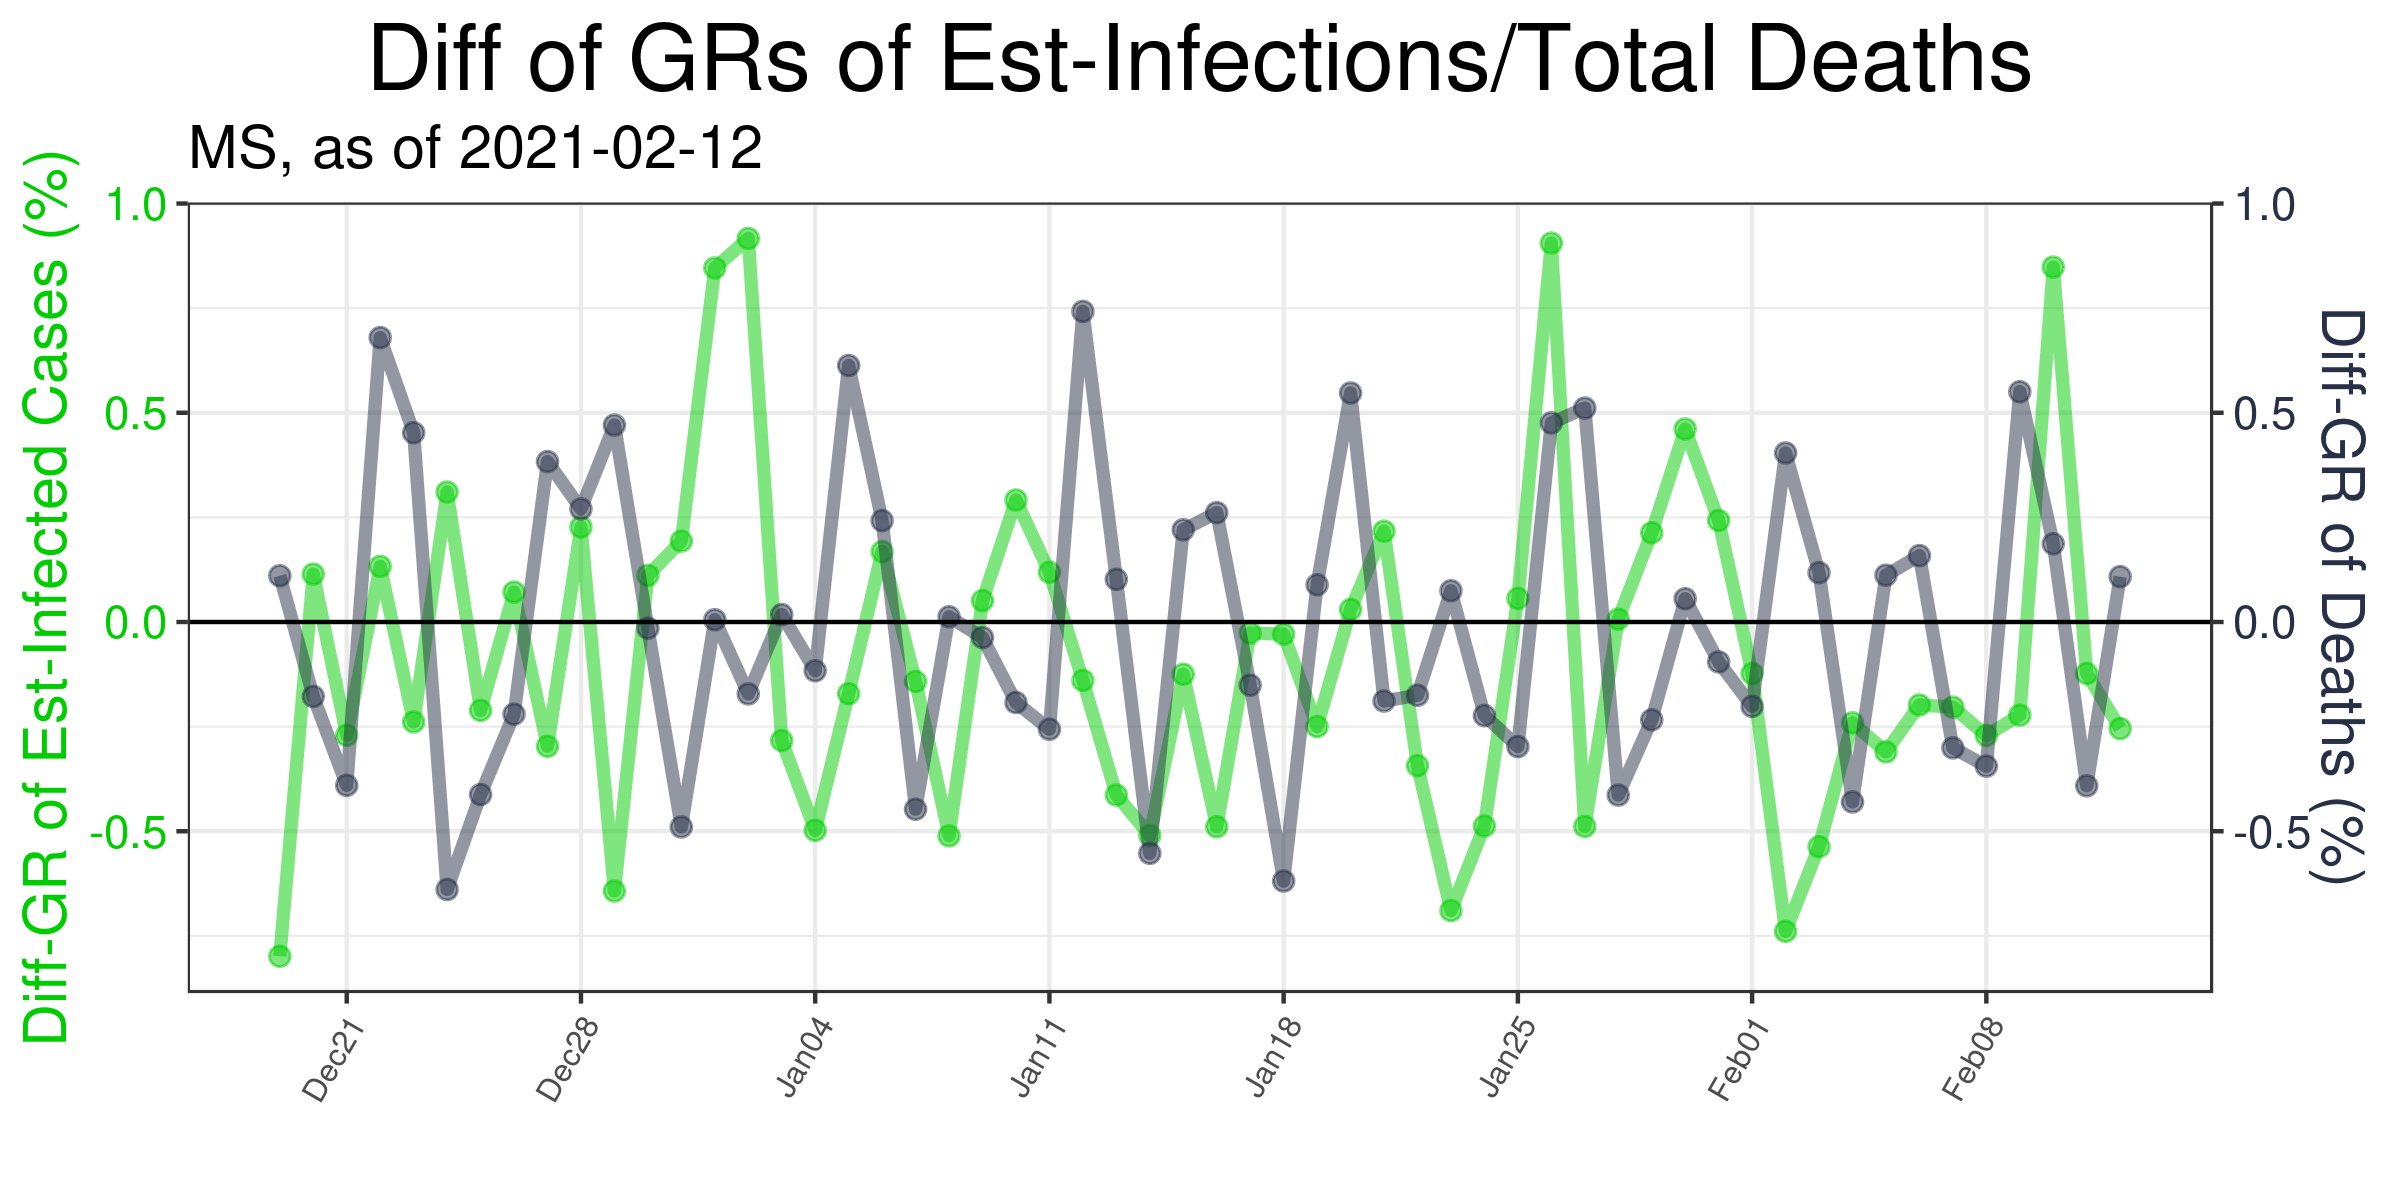 Diff of GRs of Est-Infections/Total Deaths
MS, as of 2021-02-12
Diff-GR of Est-Infected Cases (%)
1.0
0.5
0.0
-0.5
1.0
0.5
0.0
-0.5
Diff-GR of Deaths (%)
Dec21
Dec28
Jan04
Jan11
Jan18
Jan25
Feb01
Feb08